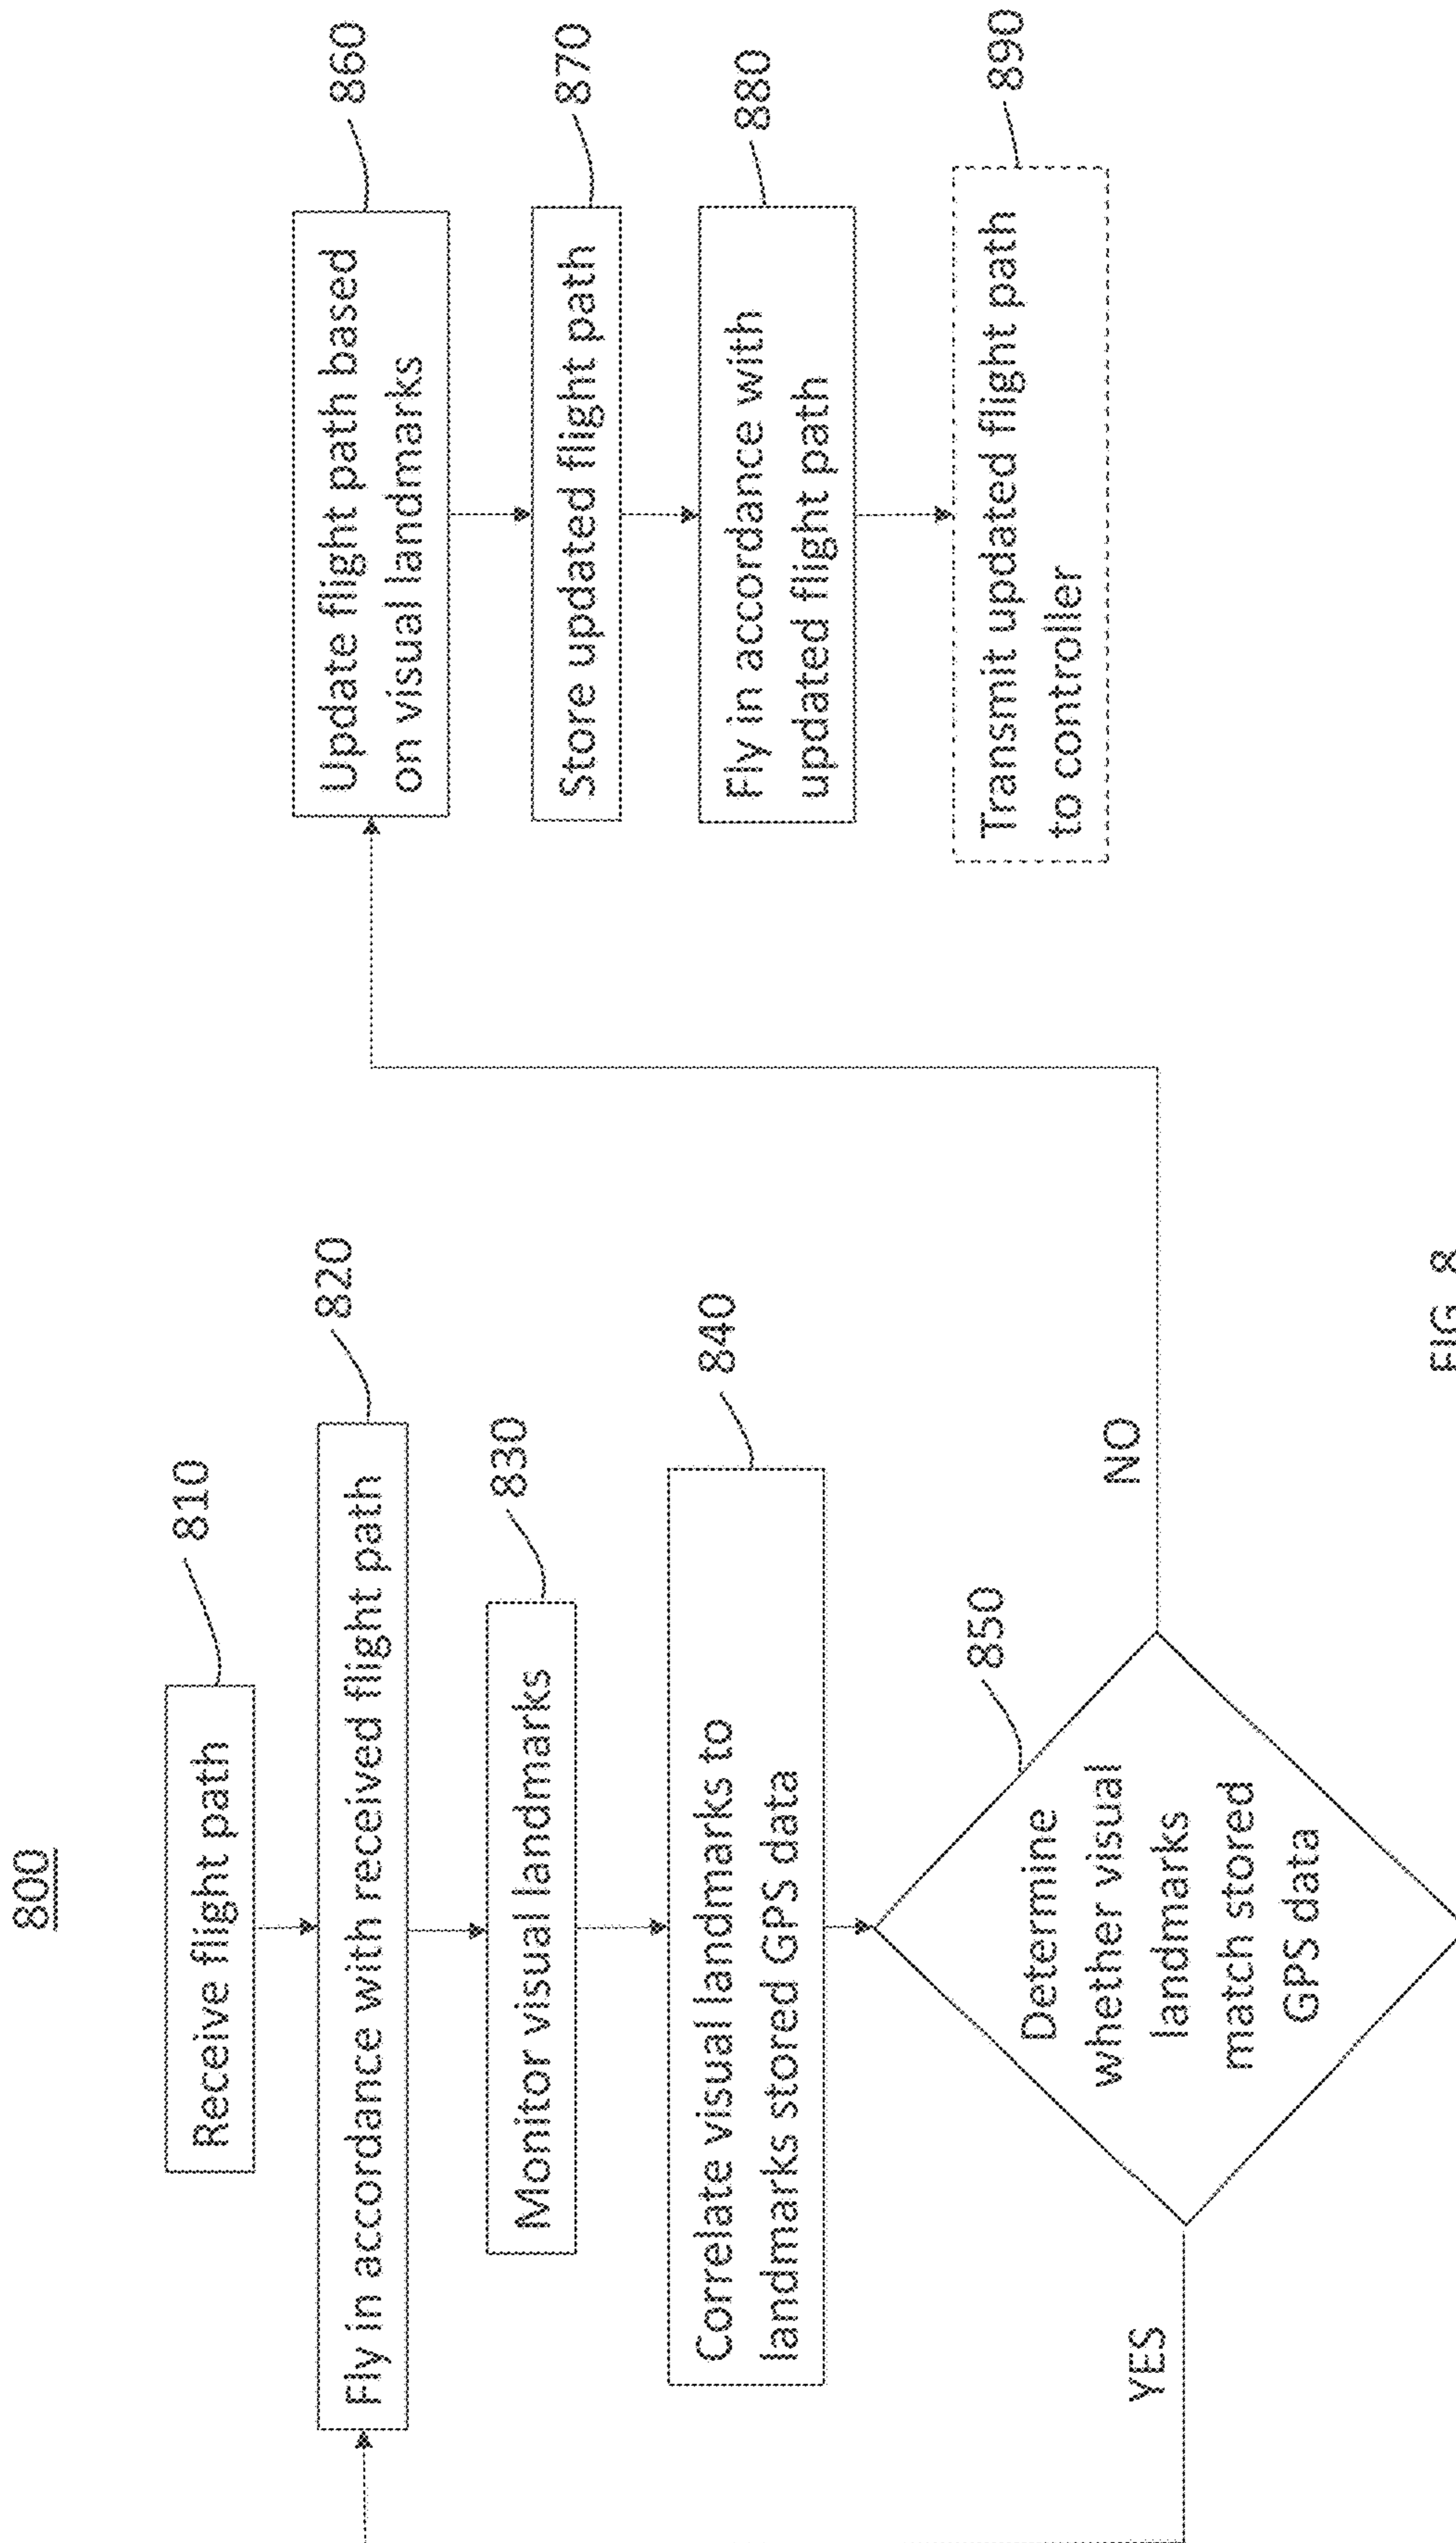 800
Receive flight path
810
Fly in accordance with received flight path
820
Monitor visual landmarks
830
Correlate visual landmarks to
landmarks stored GPS data
840
Determine
whether visual
landmarks
match stored
GPS data
850
YES
NO
Update flight path based
on visual landmarks
860
Store updated flight path
870
Fly in accordance with
updated flight path
880
Transmit updated flight path
to controller
890
FIG. 8